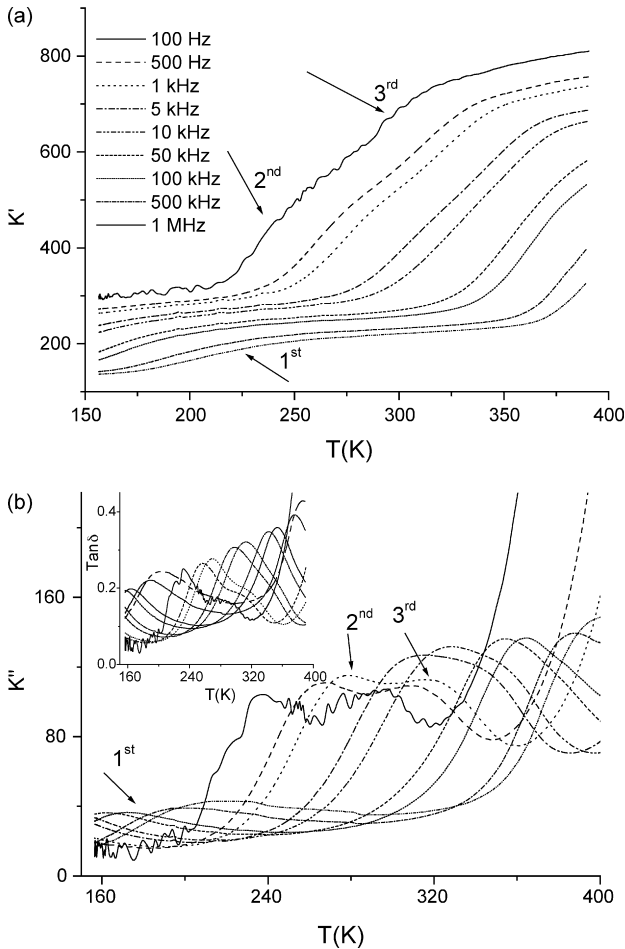 (a)
100 Hz
500 Hz
1 kHz
5 kHz
10 kHz
50 kHz
100 kHz
500 kHz
1 MHz
3rd
2nd
1st
800
600
400
200
K'
150 200 250 300 350 400
T(K)
(b)
0.4
0.2
0.0
Tanδ
160 240 320 400
T(K)
2nd
3rd
1st
160
80
0
K"
160 240 320 400
T(K)